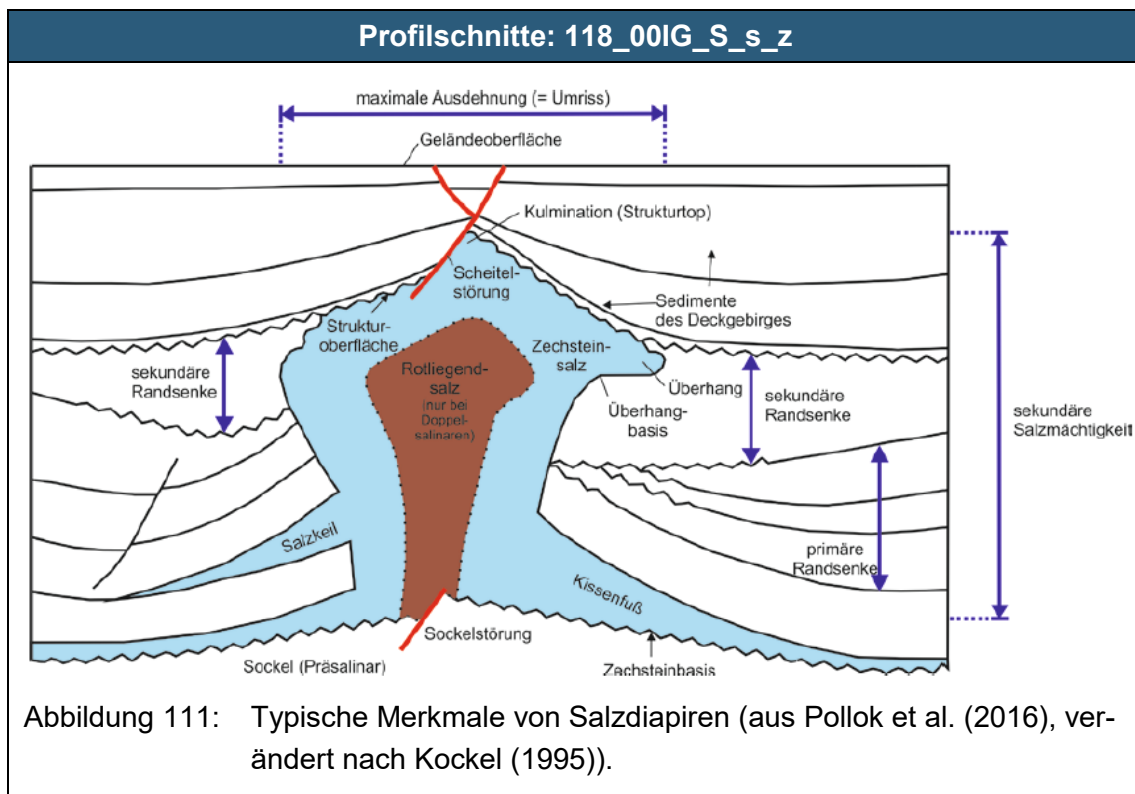 Profilschnitte: 118_00IG_S_s_z
maximale Ausdehnung (= Umriss)
Geländeoberfläche
Kulmination (Strukturtop)
Scheitel-
störung
Sedimente
des Deckgebirges
Struktur-
oberfläche
Zechstein-
salz
sekundäre
Randsenke
Rotliegend-
salz
(nur bei
Doppel-
salinaren)
Überhang
Überhang-
basis
sekundäre
Randsenke
sekundäre
Salzmächtigkeit
Salzkeil
primäre
Randsenke
Kissenfuß
Sockelstörung
Sockel (Präsalinar)
Zechsteinbasis
Abbildung 111: Typische Merkmale von Salzdiapiren (aus Pollok et al. (2016), ver-
ändert nach Kockel (1995)).